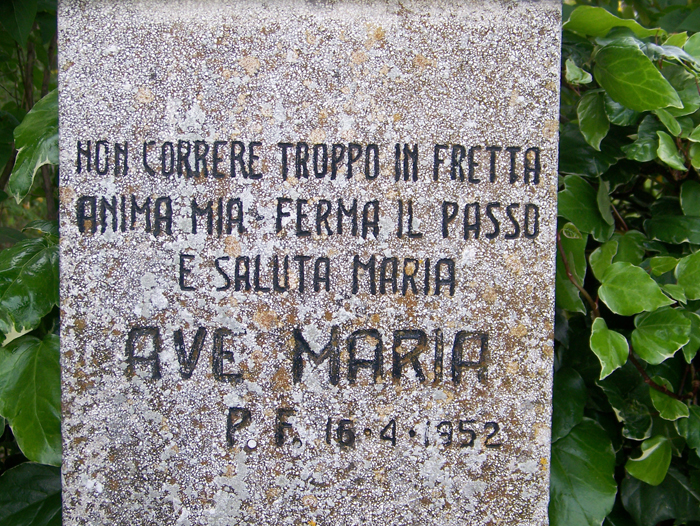 NON CORRERE TROPPO IN FRETTA
ANIMA MIA FERMA IL PASSO
E SALUTA MARIA
AVE MARIA
P. F. 16·4·1952